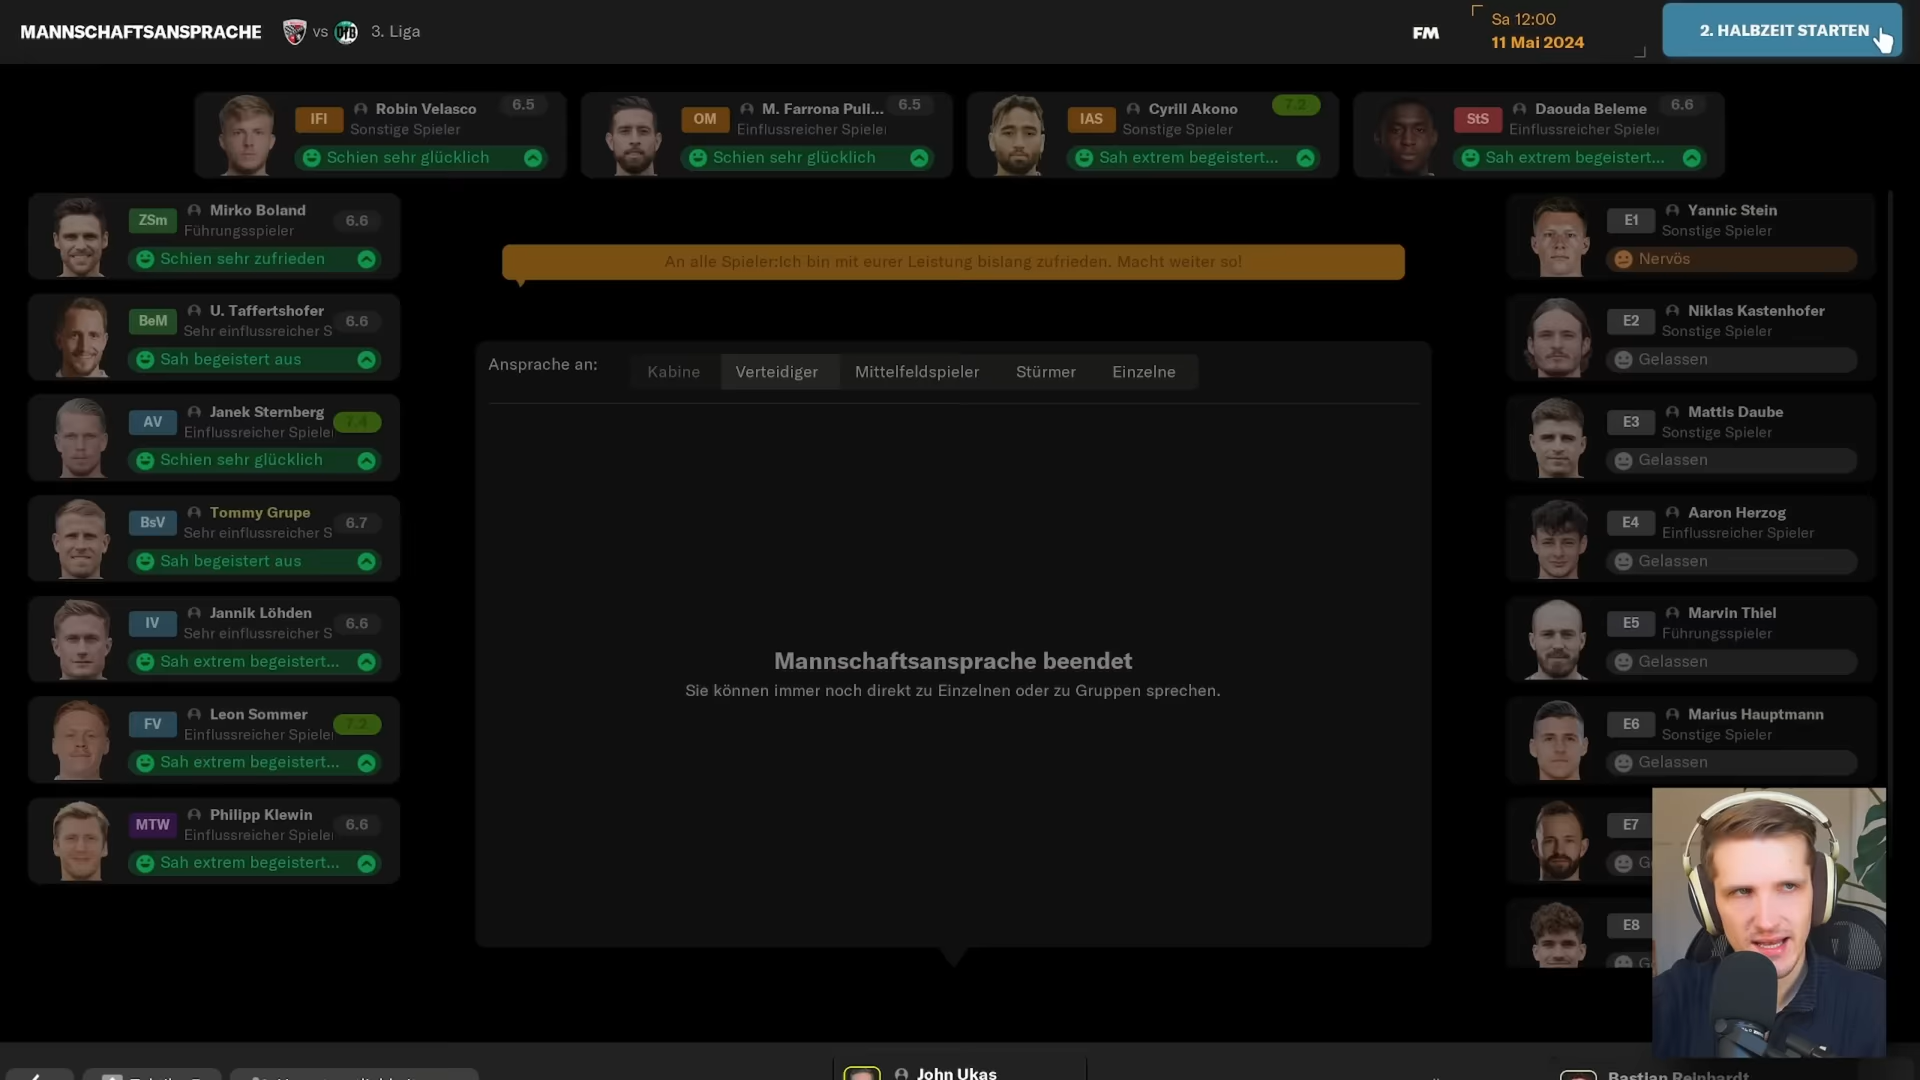 MANNSCHAFTSANSPRACHE vs 3. Liga
FM
Sa 12:00
11 Mai 2024
2. HALBZEIT STARTEN
IFI Robin Velasco 6.5
Sonstige Spieler
Schien sehr glücklich
OM M. Farrona Puli... 6.5
Einflussreicher Spieler
Schien sehr glücklich
IAS Cyrill Akono 7.2
Sonstige Spieler
Sah extrem begeistert...
StS Daouda Beleme 6.6
Einflussreicher Spieler
Sah extrem begeistert...
ZSm Mirko Boland 6.6
Führungsspieler
Schien sehr zufrieden
BeM U. Taffertshofer 6.6
Sehr einflussreicher S
Sah begeistert aus
AV Janek Sternberg 7.4
Einflussreicher Spieler
Schien sehr glücklich
BsV Tommy Grupe 6.7
Sehr einflussreicher S
Sah begeistert aus
IV Jannik Löhden 6.6
Sehr einflussreicher S
Sah extrem begeistert...
FV Leon Sommer 7.2
Einflussreicher Spieler
Sah extrem begeistert...
MTW Philipp Klewin 6.6
Einflussreicher Spieler
Sah extrem begeistert...
An alle Spieler:Ich bin mit eurer Leistung bislang zufrieden. Macht weiter so!
Ansprache an: Kabine Verteidiger Mittelfeldspieler Stürmer Einzelne
Mannschaftsansprache beendet
Sie können immer noch direkt zu Einzelnen oder zu Gruppen sprechen.
E1 Yannic Stein
Sonstige Spieler
Nervös
E2 Niklas Kastenhofer
Sonstige Spieler
Gelassen
E3 Mattis Daube
Sonstige Spieler
Gelassen
E4 Aaron Herzog
Einflussreicher Spieler
Gelassen
E5 Marvin Thiel
Führungsspieler
Gelassen
E6 Marius Hauptmann
Sonstige Spieler
Gelassen
E7
E8
John Ukas
Bastian Reinhardt